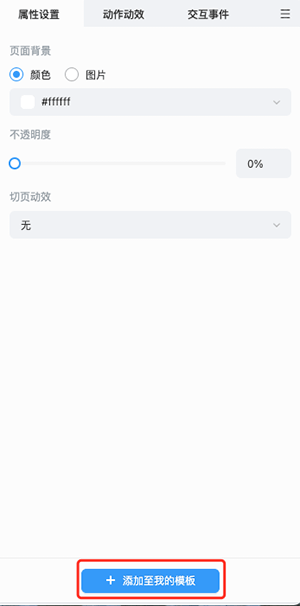 属性设置
动作动效
交互事件
页面背景
颜色
图片
#ffffff
不透明度
0%
切页动效
无
+ 添加至我的模板